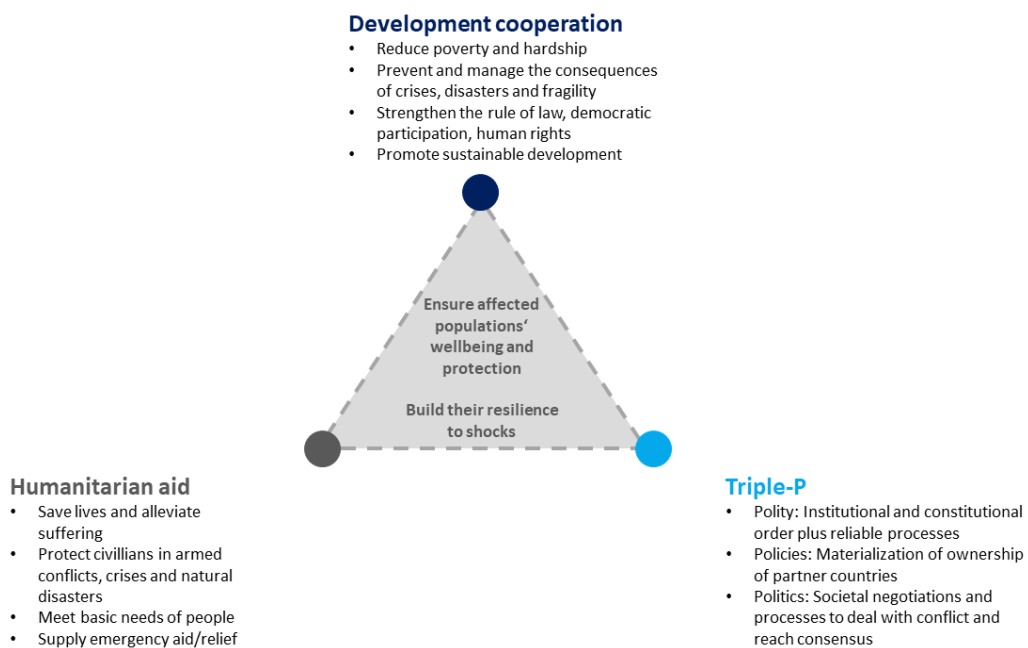 Development cooperation
• Reduce poverty and hardship
• Prevent and manage the consequences
of crises, disasters and fragility
• Strengthen the rule of law, democratic
participation, human rights
• Promote sustainable development
Ensure affected
populations‘
wellbeing and
protection
Build their resilience
to shocks
Humanitarian aid
• Save lives and alleviate
suffering
• Protect civillians in armed
conflicts, crises and natural
disasters
• Meet basic needs of people
• Supply emergency aid/relief
Triple-P
• Polity: Institutional and constitutional
order plus reliable processes
• Policies: Materialization of ownership
of partner countries
• Politics: Societal negotiations and
processes to deal with conflict and
reach consensus